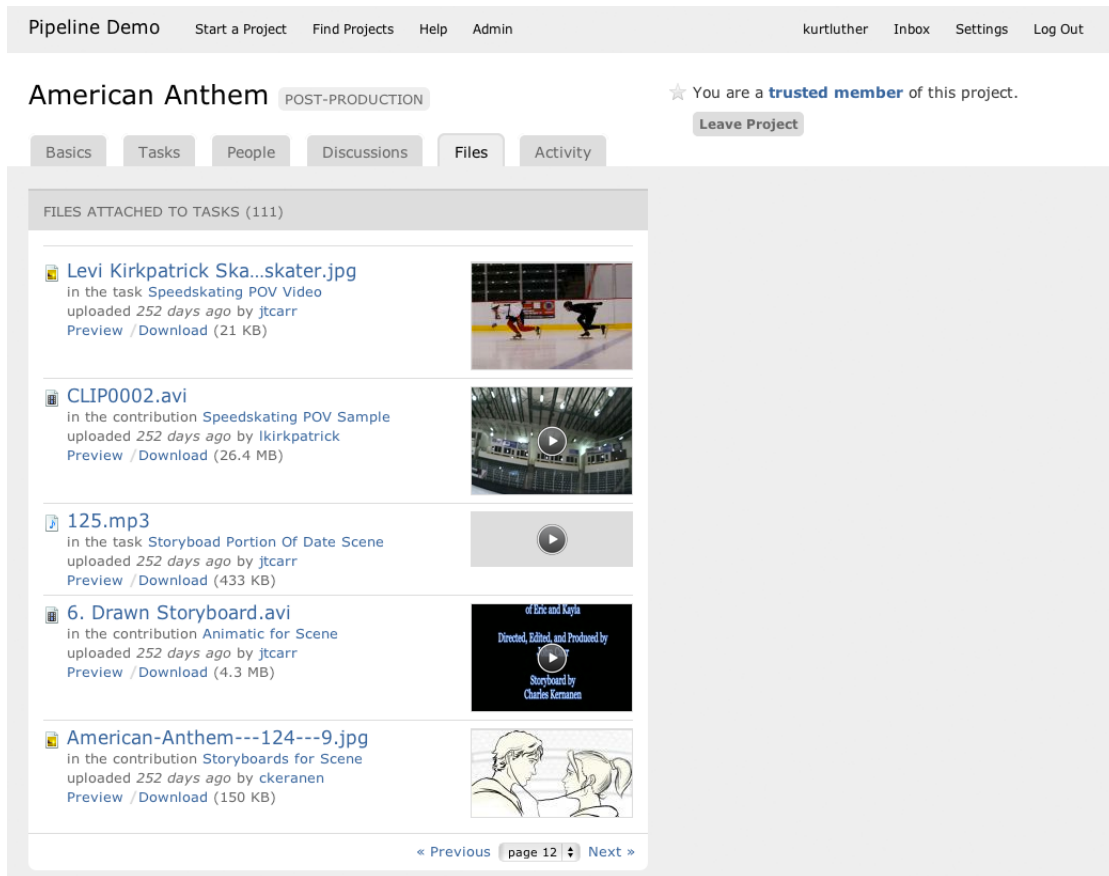 Pipeline Demo Start a Project Find Projects Help Admin kurtluther Inbox Settings Log Out
American Anthem POST-PRODUCTION
You are a trusted member of this project.
Leave Project
Basics Tasks People Discussions Files Activity
FILES ATTACHED TO TASKS (111)
Levi Kirkpatrick Ska...skater.jpg
in the task Speedskating POV Video
uploaded 252 days ago by jtcarr
Preview / Download (21 KB)
CLIP0002.avi
in the contribution Speedskating POV Sample
uploaded 252 days ago by lkirkpatrick
Preview / Download (26.4 MB)
125.mp3
in the task Storyboad Portion Of Date Scene
uploaded 252 days ago by jtcarr
Preview / Download (433 KB)
6. Drawn Storyboard.avi
in the contribution Animatic for Scene
uploaded 252 days ago by jtcarr
Preview / Download (4.3 MB)
of Eric and Kayla
Directed, Edited, and Produced by
Storyboard by
Charles Kernanen
American-Anthem---124---9.jpg
in the contribution Storyboards for Scene
uploaded 252 days ago by ckeranen
Preview / Download (150 KB)
« Previous page 12 Next »